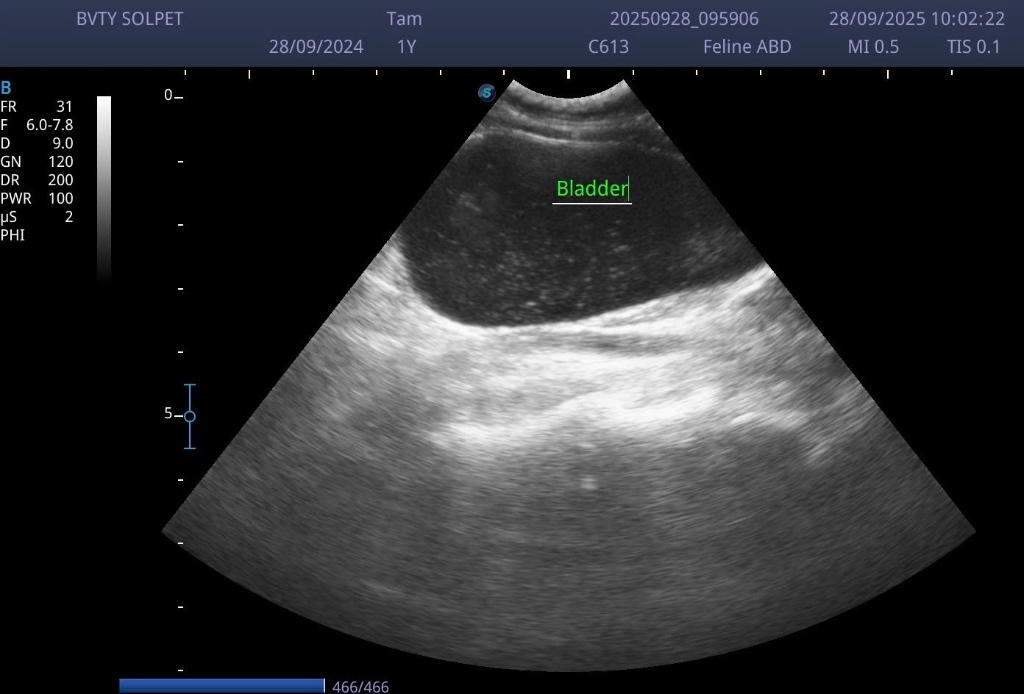 BVTY SOLPET Tam 20250928_095906 28/09/2025 10:02:22
28/09/2024 1Y C613 Feline ABD MI 0.5 TIS 0.1
B
FR 31
F 6.0-7.8
D 9.0
GN 120
DR 200
PWR 100
µS 2
PHI
0
S
Bladder
5
466/466